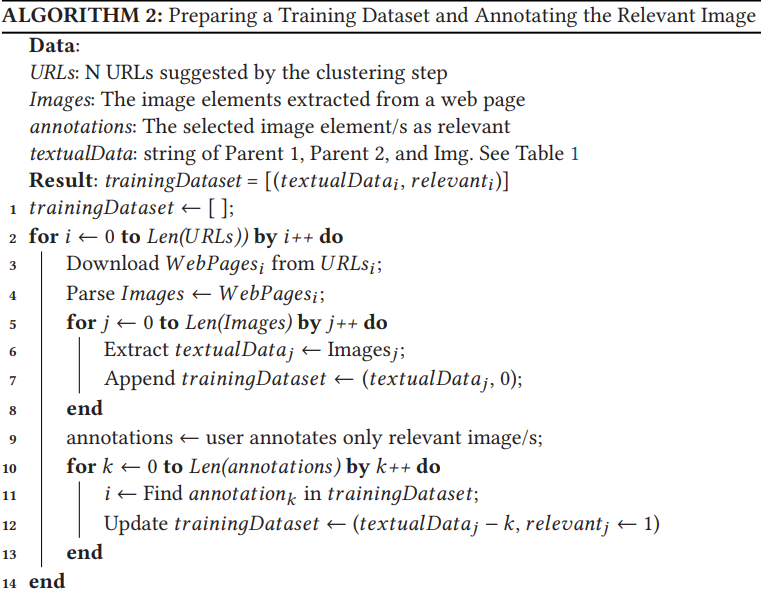 ALGORITHM 2: Preparing a Training Dataset and Annotating the Relevant Image
Data:
URLs: N URLs suggested by the clustering step
Images: The image elements extracted from a web page
annotations: The selected image element/s as relevant
textualData: string of Parent 1, Parent 2, and Img. See Table 1
Result: trainingDataset = [(textualData_i, relevant_i)]
1 trainingDataset ← [ ];
2 for i ← 0 to Len(URLs)) by i++ do
3 Download WebPages_i from URLs_i;
4 Parse Images ← WebPages_i;
5 for j ← 0 to Len(Images) by j++ do
6 Extract textualData_j ← Images_j;
7 Append trainingDataset ← (textualData_j, 0);
8 end
9 annotations ← user annotates only relevant image/s;
10 for k ← 0 to Len(annotations) by k++ do
11 i ← Find annotation_k in trainingDataset;
12 Update trainingDataset ← (textualData_j − k, relevant_j ← 1)
13 end
14 end